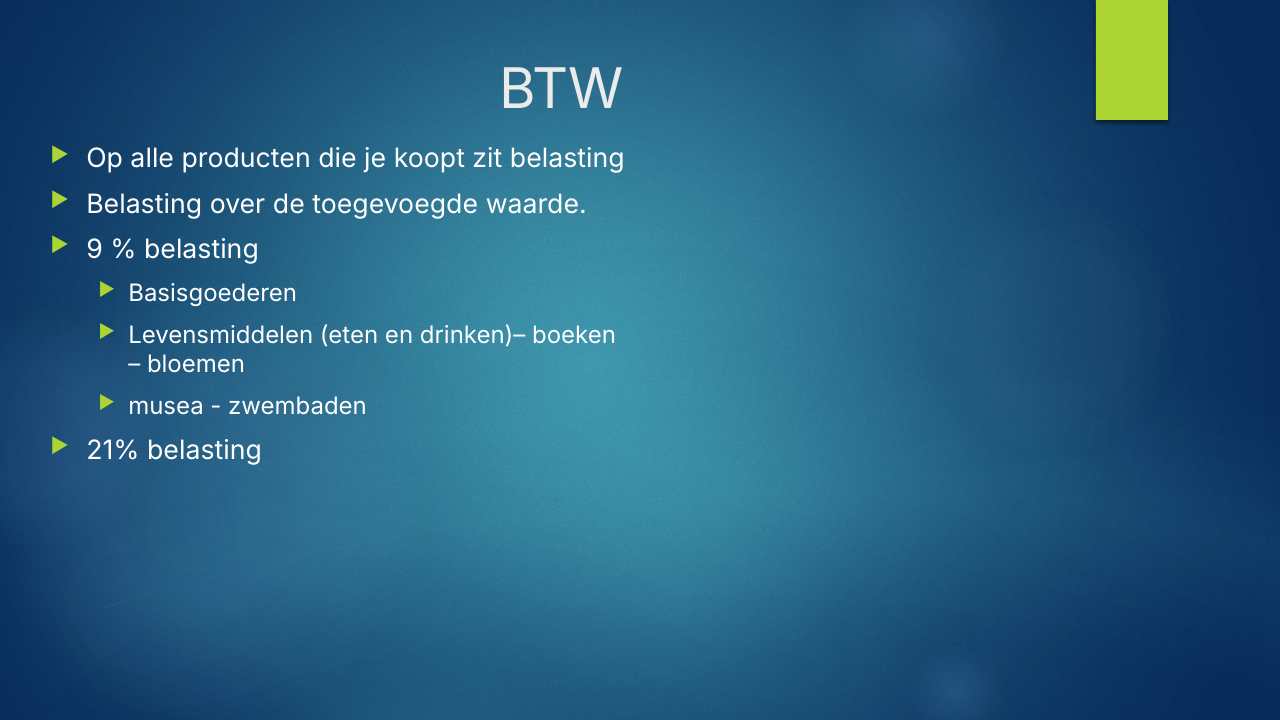 BTW
Op alle producten die je koopt zit belasting
Belasting over de toegevoegde waarde.
9 % belasting
Basisgoederen
Levensmiddelen (eten en drinken)– boeken
– bloemen
musea - zwembaden
21% belasting